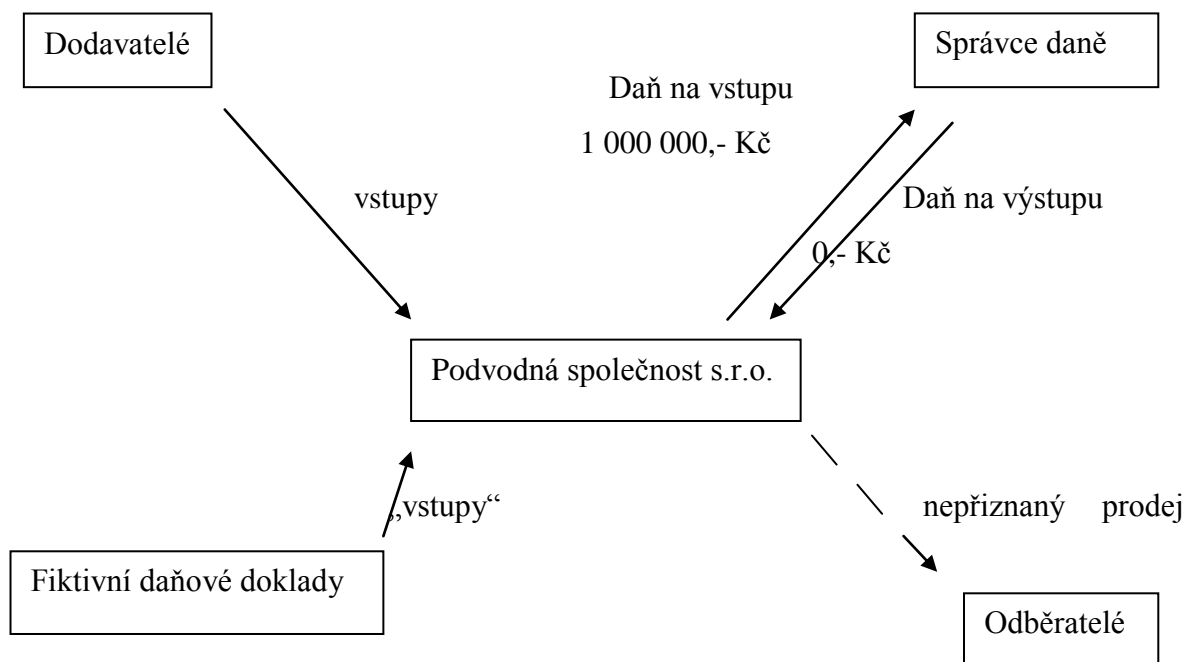 Dodavatelé
Správce daně
Daň na vstupu
1 000 000,- Kč
vstupy
Daň na výstupu
0,- Kč
Podvodná společnost s.r.o.
„vstupy“
nepřiznaný prodej
Fiktivní daňové doklady
Odběratelé